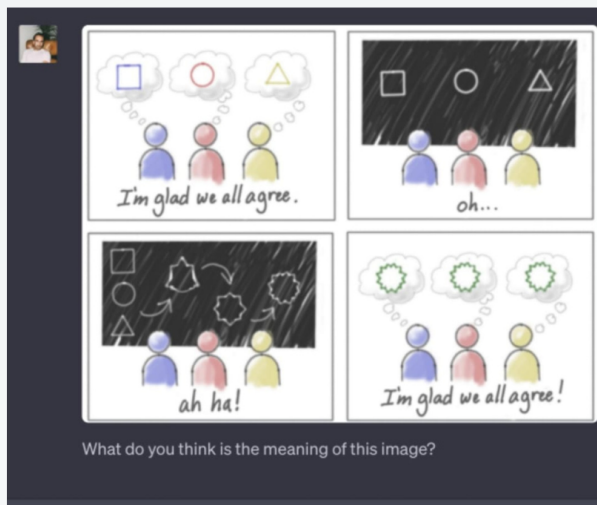 I'm glad we all agree.
oh...
ah ha!
I'm glad we all agree!
What do you think is the meaning of this image?